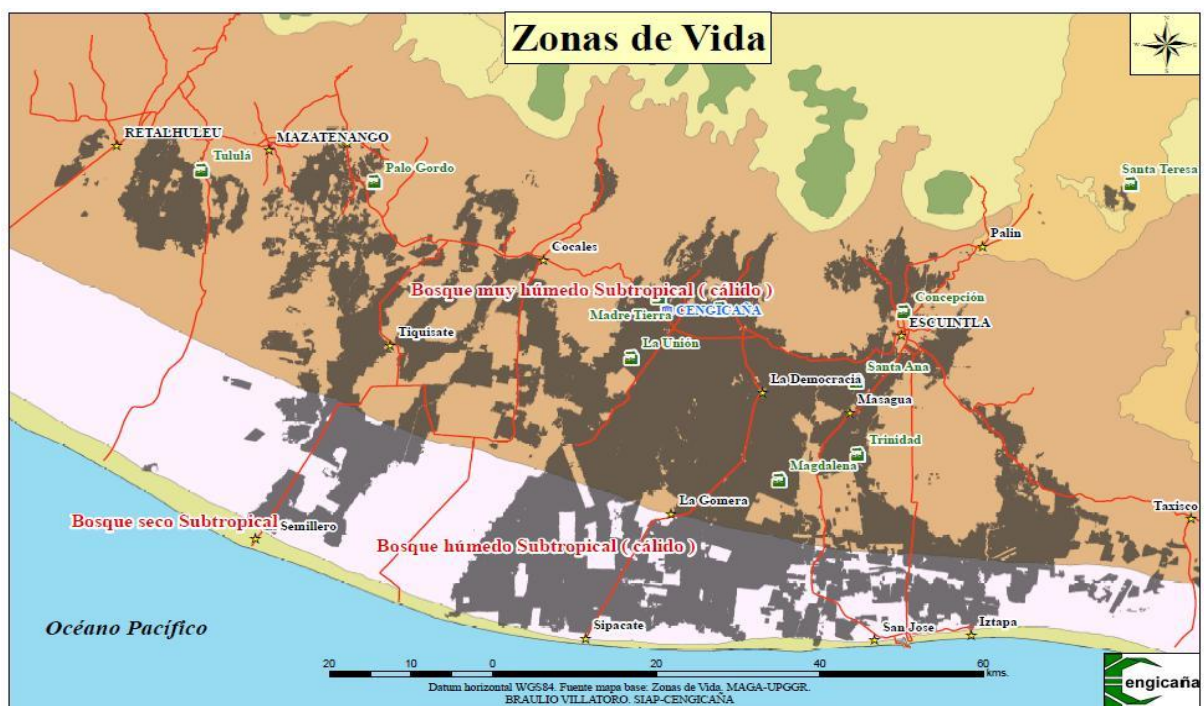 Zonas de Vida
N
W
E
S
RETALHULEU
MAZATENANGO
Tululá
Palo Gordo
Santa Teresa
Cocales
Palin
Bosque muy húmedo Subtropical ( cálido )
Concepción
Madre Tierra
CENGICAÑA
ESCUINTLA
Tiquisate
La Unión
Santa Ana
La Democracia
Masagua
Trinidad
Magdalena
La Gomera
Taxisco
Bosque seco Subtropical
Semillero
Bosque húmedo Subtropical ( cálido )
Océano Pacífico
Sipacate
San Jose
Iztapa
20 10 0 20 40 60
kms.
Datum horizontal WGS84. Fuente mapa base: Zonas de Vida, MAGA-UPGGR.
BRAULIO VILLATORO. SIAP-CENGICAÑA
engicaña